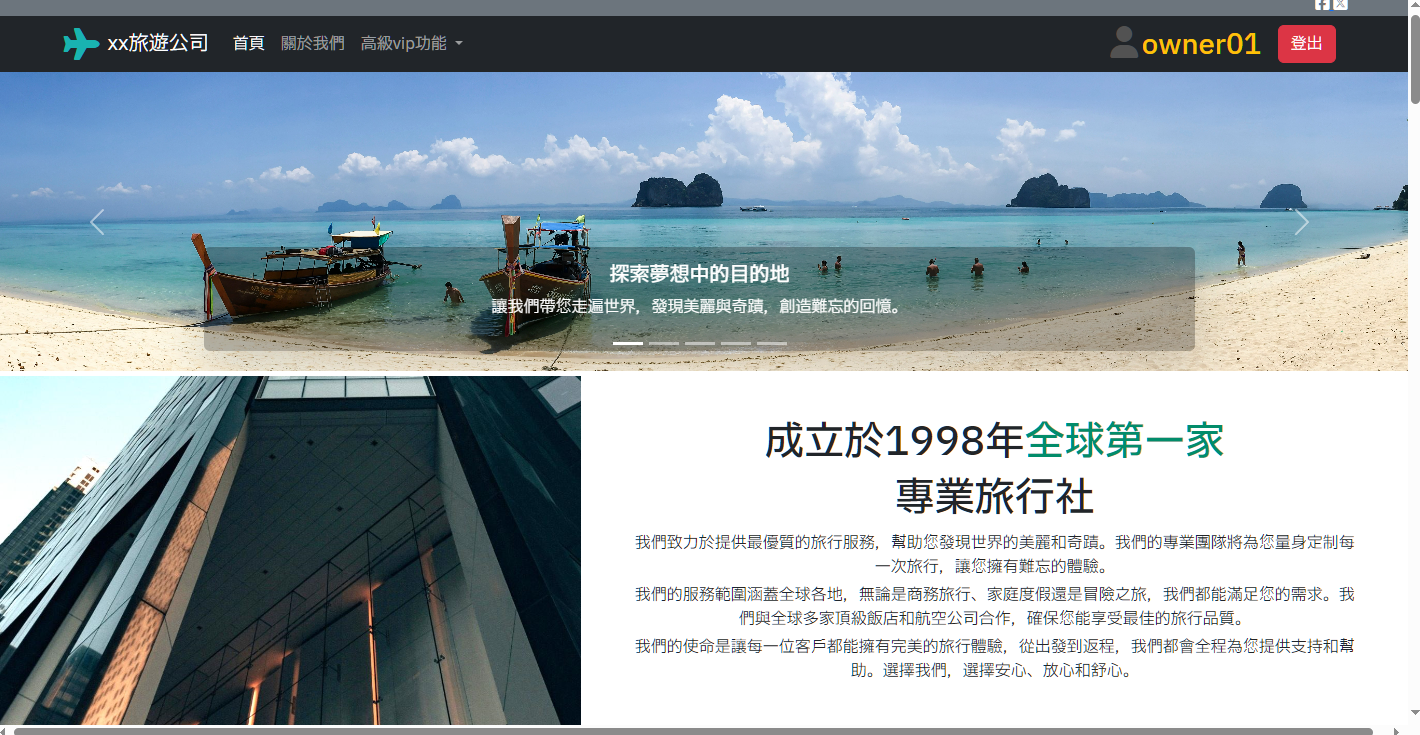 xx旅遊公司 首頁 關於我們 高級vip功能 owner01 登出
探索夢想中的目的地
讓我們帶您走遍世界，發現美麗與奇蹟，創造難忘的回憶。
成立於1998年全球第一家
專業旅行社
我們致力於提供最優質的旅行服務，幫助您發現世界的美麗和奇蹟。我們的專業團隊將為您量身定制每
一次旅行，讓您擁有難忘的體驗。
我們的服務範圍涵蓋全球各地，無論是商務旅行、家庭度假還是冒險之旅，我們都能滿足您的需求。我
們與全球多家頂級飯店和航空公司合作，確保您能享受最佳的旅行品質。
我們的使命是讓每一位客戶都能擁有完美的旅行體驗，從出發到返程，我們都會全程為您提供支持和幫
助。選擇我們，選擇安心、放心和舒心。